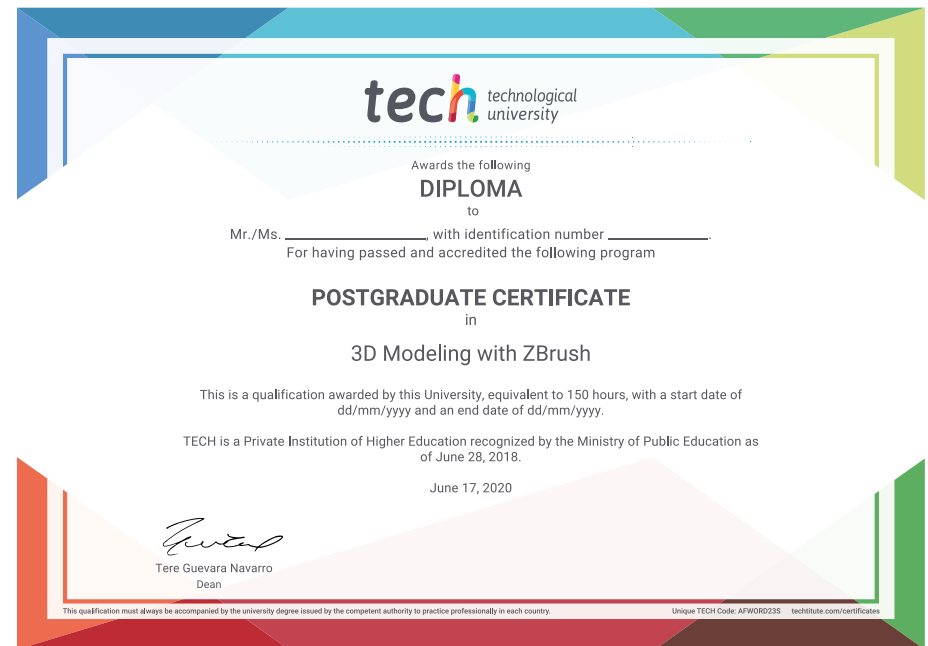 tech technological
university
Awards the following
DIPLOMA
to
Mr./Ms. ____________________, with identification number ______________.
For having passed and accredited the following program
POSTGRADUATE CERTIFICATE
in
3D Modeling with ZBrush
This is a qualification awarded by this University, equivalent to 150 hours, with a start date of
dd/mm/yyyy and an end date of dd/mm/yyyy.
TECH is a Private Institution of Higher Education recognized by the Ministry of Public Education as
of June 28, 2018.
June 17, 2020
Tere Guevara Navarro
Dean
This qualification must always be accompanied by the university degree issued by the competent authority to practice professionally in each country. Unique TECH Code: AFWORD23S techtitute.com/certificates